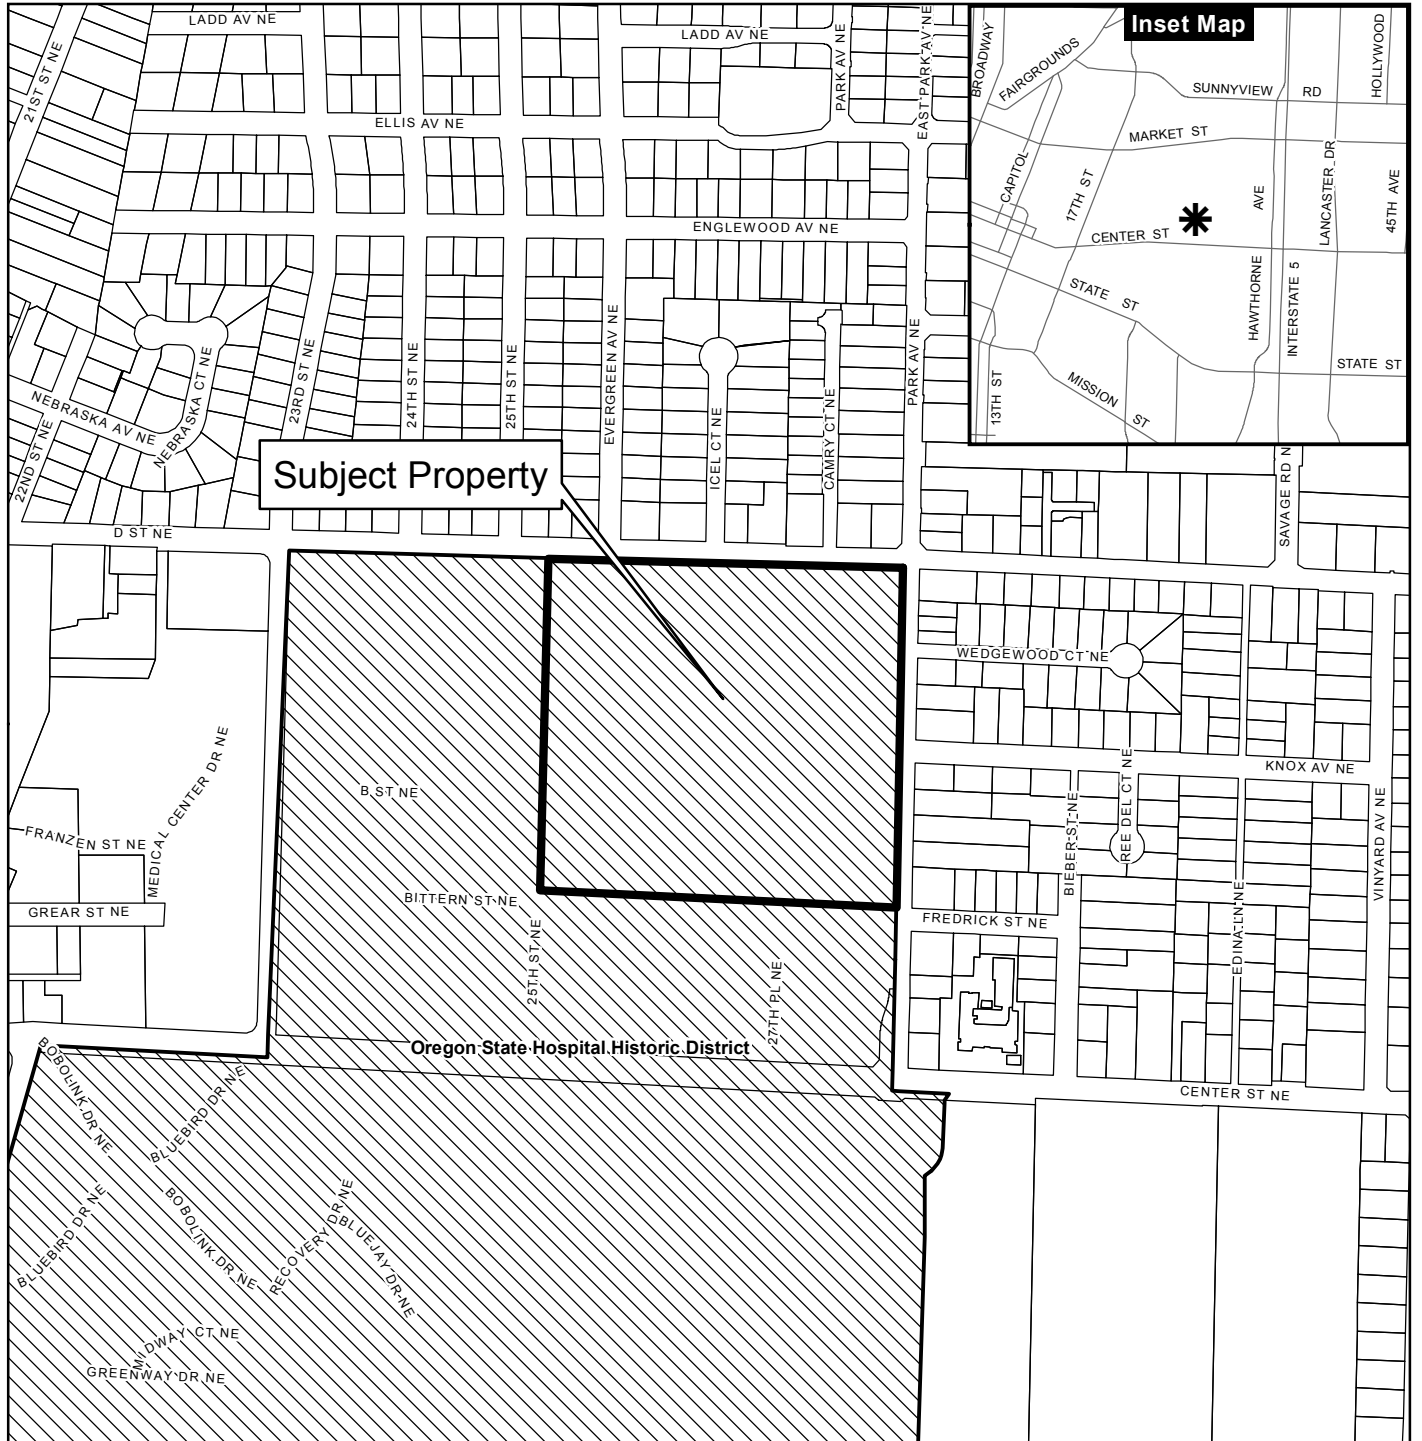 LADD AV NE
LADD AV NE
21ST ST NE
PARK AV NE
EAST PARK AV NE
ELLIS AV NE
ENGLEWOOD AV NE
Inset Map
BROADWAY
FAIRGROUNDS
HOLLYWOOD
SUNNYVIEW RD
MARKET ST
CAPITOL
17TH ST
AVE
LANCASTER DR
45TH AVE
CENTER ST
STATE ST
HAWTHORNE
INTERSTATE 5
STATE ST
13TH ST
MISSION ST
NEBRASKA CT NE
23RD ST NE
24TH ST NE
25TH ST NE
EVERGREEN AV NE
ICEL CT NE
CAMRY CT NE
PARK AV NE
NEBRASKA AV NE
22ND ST NE
Subject Property
SAVAGE RD N
D ST NE
WEDGEWOOD CT NE
MEDICAL CENTER DR NE
B ST NE
KNOX AV NE
BIEBER ST NE
REE DEL CT NE
VINYARD AV NE
FRANZEN ST NE
BITTERN ST NE
GREAR ST NE
FREDRICK ST NE
25TH ST NE
27TH PL NE
EDINA LN NE
Oregon State Hospital Historic District
CENTER ST NE
BOBOLINK DR NE
BLUEBIRD DR NE
BLUEBIRD DR NE
BOBOLINK DR NE
RECOVERY DR NE
BLUEJAY DR NE
MIDWAY CT NE
GREENWAY DR NE